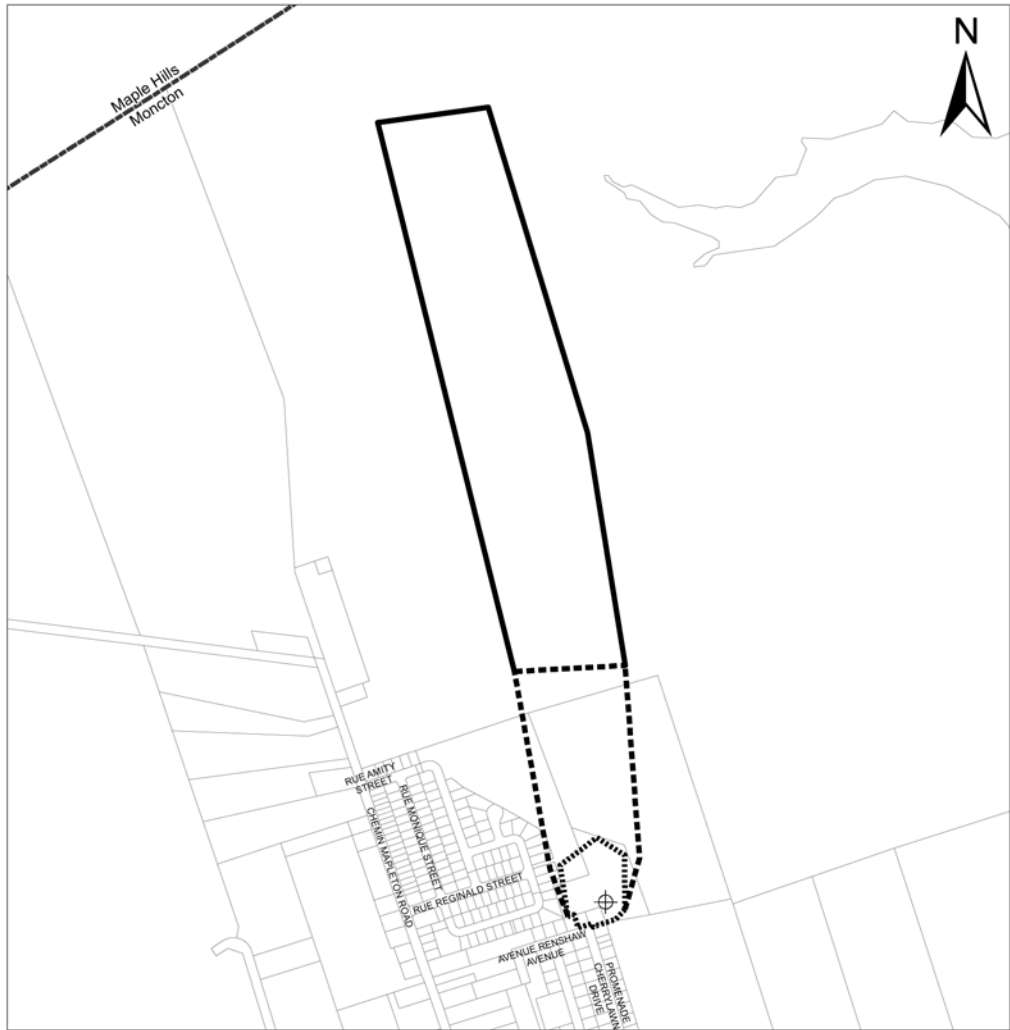 N
Maple Hills
Moncton
RUE AMITY
STREET
RUE MONIQUE STREET
CHEMIN MAPLETON ROAD
RUE REGINALD STREET
AVENUE RENSHAW
AVENUE
PROMENADE
CHERRYLAWN
DRIVE